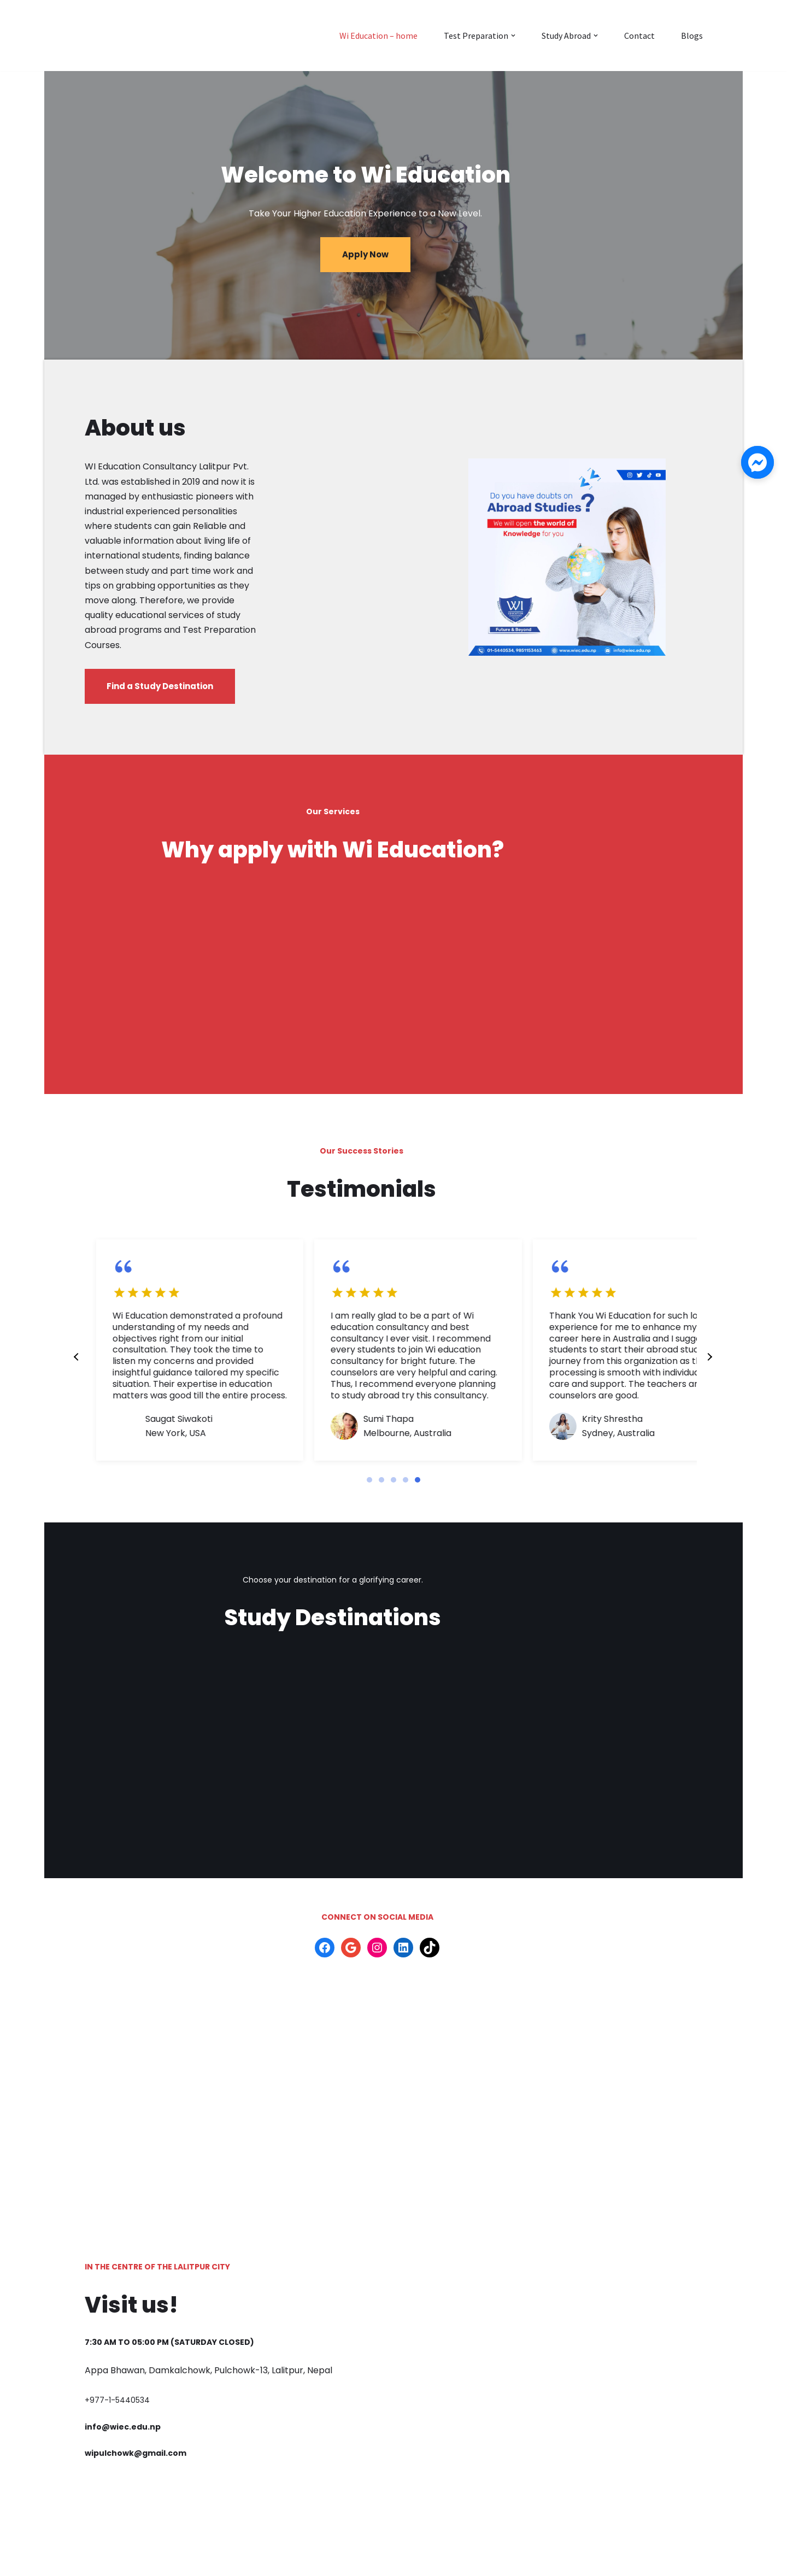 Wi Education – home
Test Preparation
Study Abroad
Contact
Blogs
Welcome to Wi Education
Take Your Higher Education Experience to a New Level.
Apply Now
About us
WI Education Consultancy Lalitpur Pvt.
Ltd. was established in 2019 and now it is
managed by enthusiastic pioneers with
industrial experienced personalities
where students can gain Reliable and
valuable information about living life of
international students, finding balance
between study and part time work and
tips on grabbing opportunities as they
move along. Therefore, we provide
quality educational services of study
abroad programs and Test Preparation
Courses.
Find a Study Destination
Do you have doubts on
Abroad Studies?
We will open the world of
Knowledge for you
WI
Future & Beyond
01-5440534, 9851103463
www.wiec.edu.np
info@wiec.edu.np
Our Services
Why apply with Wi Education?
Our Success Stories
Testimonials
Wi Education demonstrated a profound
understanding of my needs and
objectives right from our initial
consultation. They took the time to
listen my concerns and provided
insightful guidance tailored my specific
situation. Their expertise in education
matters was good till the entire process.
Saugat Siwakoti
New York, USA
I am really glad to be a part of Wi
education consultancy and best
consultancy I ever visit. I recommend
every students to join Wi education
consultancy for bright future. The
counselors are very helpful and caring.
Thus, I recommend everyone planning
to study abroad try this consultancy.
Sumi Thapa
Melbourne, Australia
Thank You Wi Education for such
experience for me to enhance my
career here in Australia and I
students to start their abroad
journey from this organization as
processing is smooth with
care and support. The teachers
counselors are good.
Krity Shrestha
Sydney, Australia
Choose your destination for a glorifying career.
Study Destinations
CONNECT ON SOCIAL MEDIA
IN THE CENTRE OF THE LALITPUR CITY
Visit us!
7:30 AM TO 05:00 PM (SATURDAY CLOSED)
Appa Bhawan, Damkalchowk, Pulchowk-13, Lalitpur, Nepal
+977-1-5440534
info@wiec.edu.np
wipulchowk@gmail.com